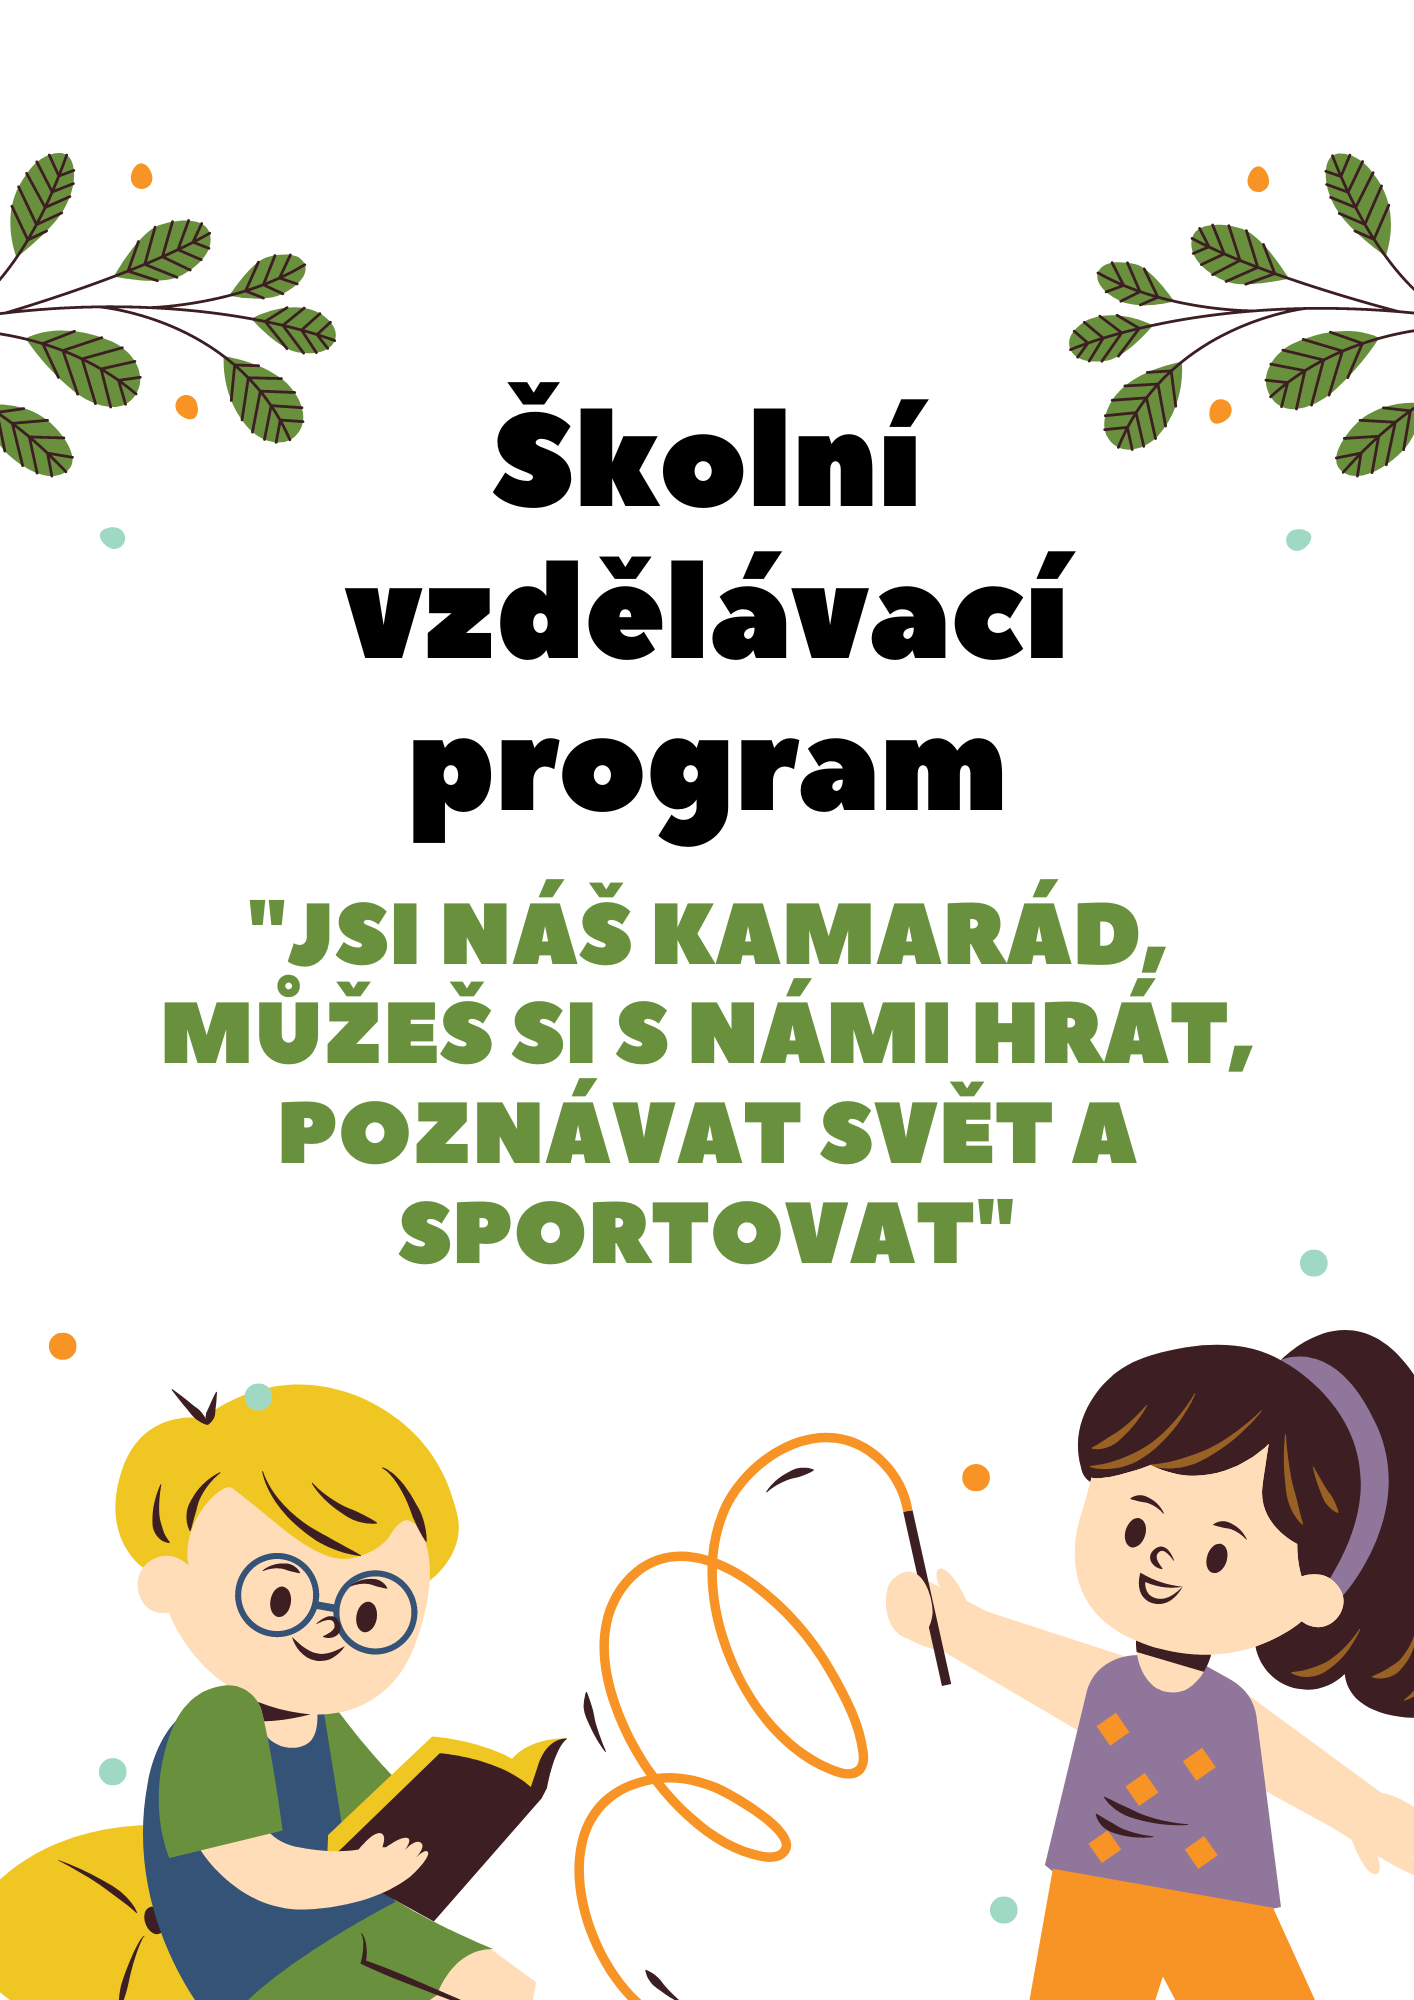 Školní
vzdělávací
program
"JSI NÁŠ KAMARÁD,
MŮŽEŠ SI S NÁMI HRÁT,
POZNÁVAT SVĚT A
SPORTOVAT"